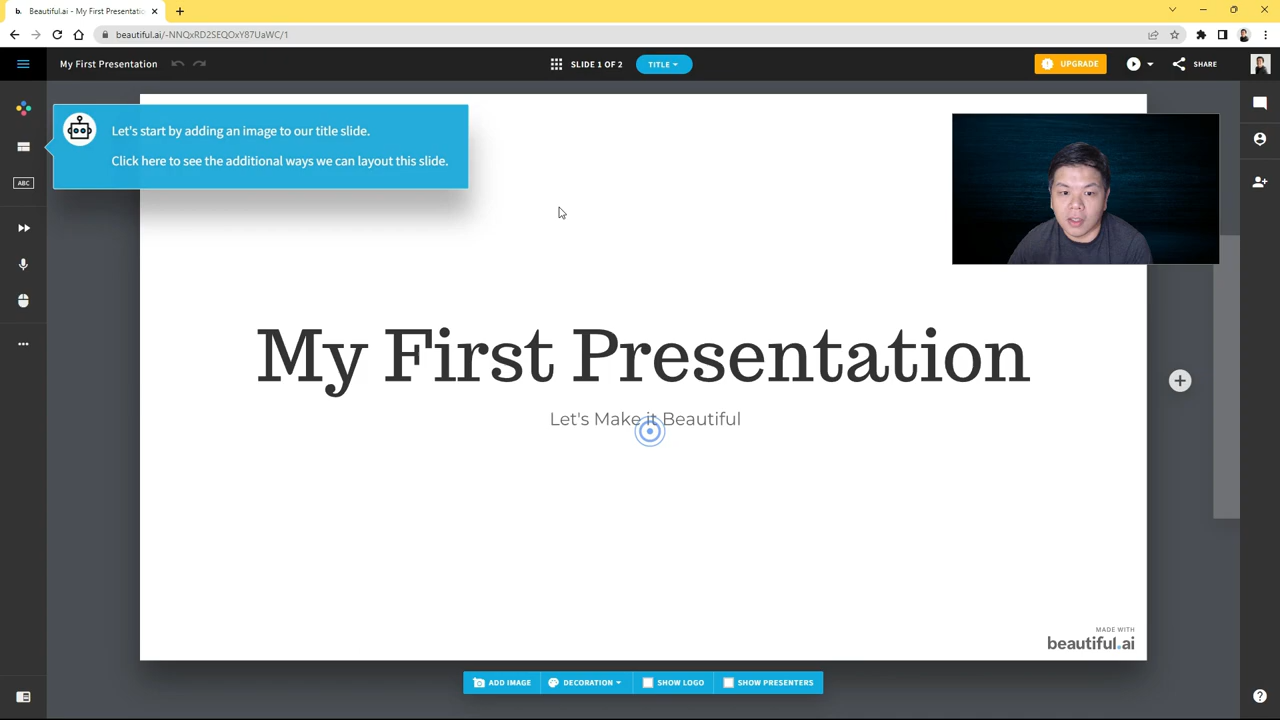 b. Beautiful.ai - My First Presentatio
beautiful.ai/-NNQxRD2SEQOxY87UaWC/1
My First Presentation
SLIDE 1 OF 2
TITLE
UPGRADE
SHARE
Let's start by adding an image to our title slide.
Click here to see the additional ways we can layout this slide.
ABC
My First Presentation
Let's Make it Beautiful
MADE WITH
beautiful.ai
ADD IMAGE
DECORATION
SHOW LOGO
SHOW PRESENTERS